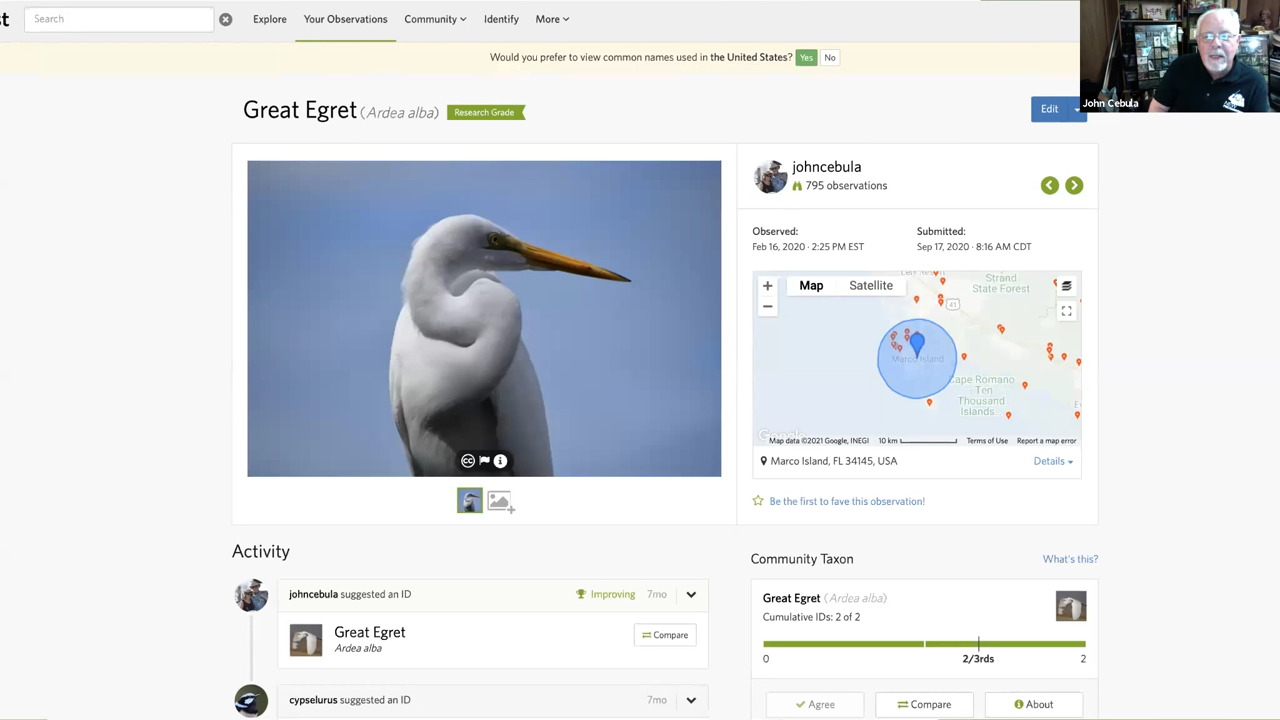 st
Search
Explore
Your Observations
Community
Identify
More
Would you prefer to view common names used in the United States? Yes No
John Cebula
Great Egret (Ardea alba) Research Grade
Edit
johncebula
795 observations
Observed:
Feb 16, 2020 · 2:25 PM EST
Submitted:
Sep 17, 2020 · 8:16 AM CDT
+
−
Map
Satellite
Strand
State Forest
41
Marco Island
Cape Romano
Ten
Thousand
Islands...
Google
Map data ©2021 Google, INEGI
10 km
Terms of Use
Report a map error
Marco Island, FL 34145, USA
Details
Be the first to fave this observation!
cc
Activity
johncebula suggested an ID
Improving
7mo
Great Egret
Ardea alba
Compare
cypselurus suggested an ID
7mo
Community Taxon
What's this?
Great Egret (Ardea alba)
Cumulative IDs: 2 of 2
0
2/3rds
2
Agree
Compare
About